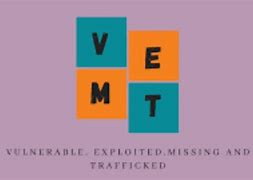 V E
M T
VULNERABLE, EXPLOITED,MISSING AND
TRAFFICKED